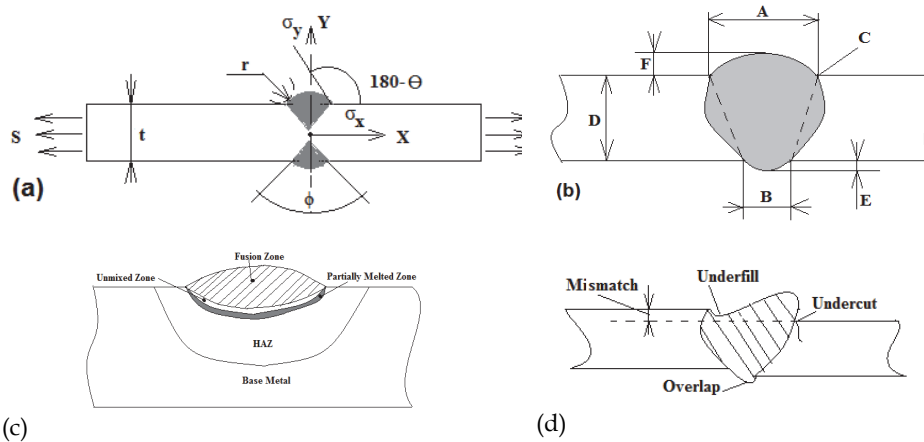 σy
Y
r
180-Θ
S
t
σx
X
(a)
ϕ
A
C
F
D
(b)
B
E
Fusion Zone
Unmixed Zone
Partially Melted Zone
HAZ
Base Metal
(c)
Mismatch
Underfill
Undercut
Overlap
(d)